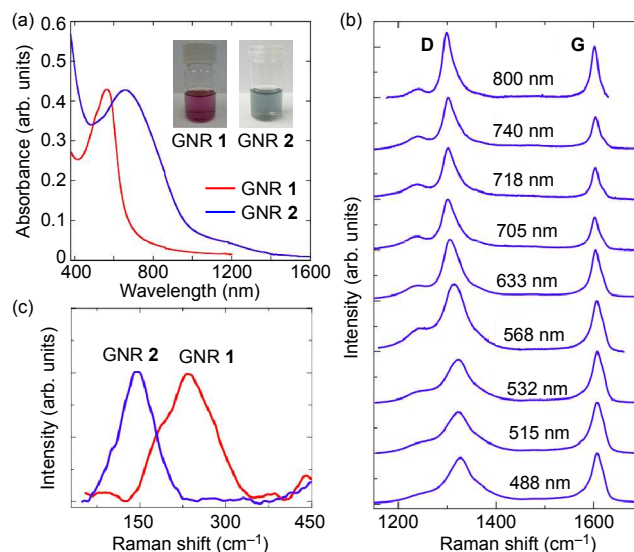 (a)
Absorbance (arb. units)
0.6
0.5
0.4
0.3
0.2
0.1
0
GNR 1 GNR 2
GNR 1
GNR 2
400 800 1200 1600
Wavelength (nm)
(b)
D G
800 nm
740 nm
718 nm
705 nm
633 nm
568 nm
532 nm
515 nm
488 nm
Intensity (arb. units)
1200 1400 1600
Raman shift (cm⁻¹)
(c)
Intensity (arb. units)
GNR 2 GNR 1
150 300 450
Raman shift (cm⁻¹)